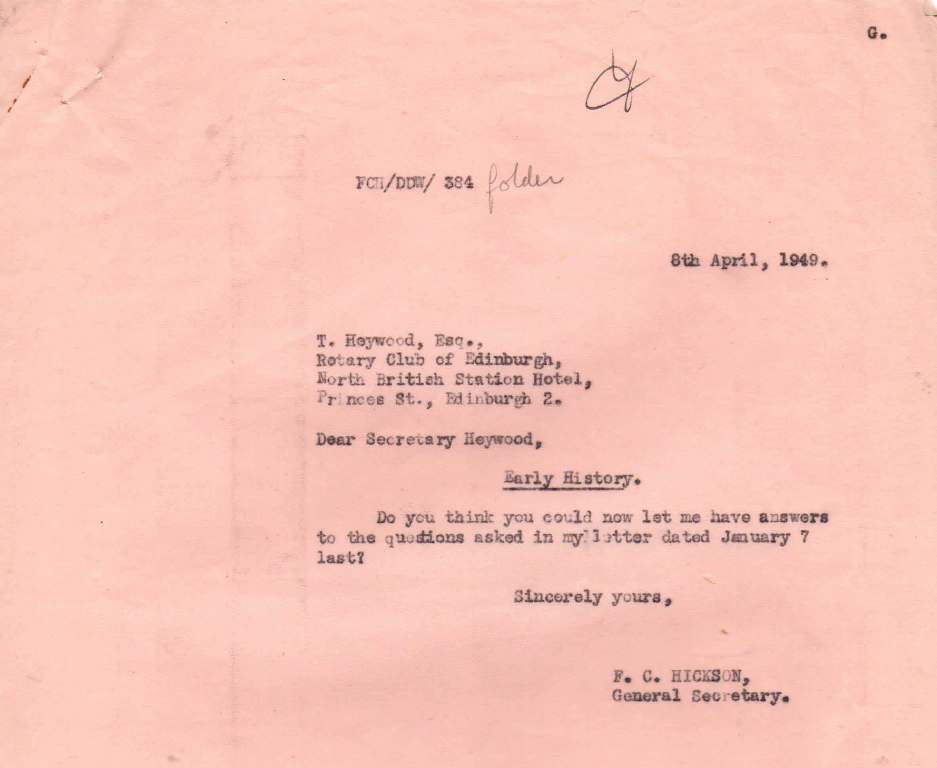 G.
FCH/DDW/ 384 folder
8th April, 1949.
T. Heywood, Esq.,
Rotary Club of Edinburgh,
North British Station Hotel,
Princes St., Edinburgh 2.
Dear Secretary Heywood,
Early History.
Do you think you could now let me have answers
to the questions asked in my letter dated January 7
last?
Sincerely yours,
F. C. HICKSON,
General Secretary.